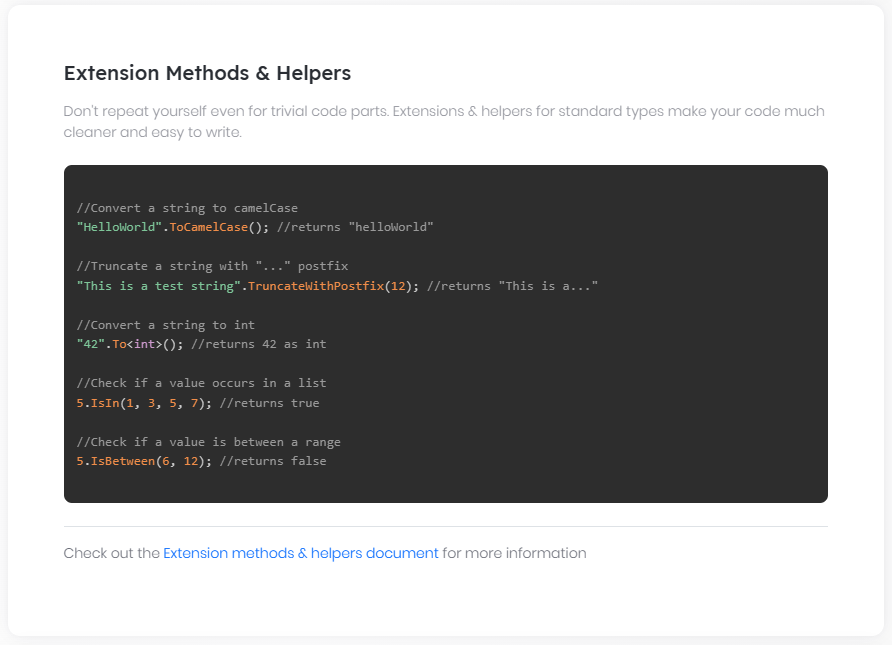 Extension Methods & Helpers
Don't repeat yourself even for trivial code parts. Extensions & helpers for standard types make your code much
cleaner and easy to write.
//Convert a string to camelCase
"HelloWorld".ToCamelCase(); //returns "helloWorld"
//Truncate a string with "..." postfix
"This is a test string".TruncateWithPostfix(12); //returns "This is a..."
//Convert a string to int
"42".To<int>(); //returns 42 as int
//Check if a value occurs in a list
5.IsIn(1, 3, 5, 7); //returns true
//Check if a value is between a range
5.IsBetween(6, 12); //returns false
Check out the Extension methods & helpers document for more information